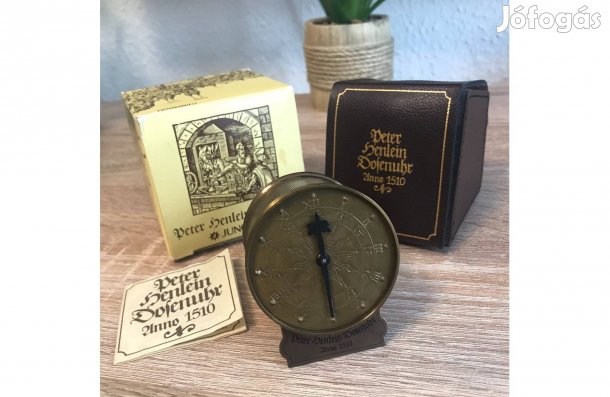 Jófogás
Peter Henlein
JUNG
Peter
Henlein
Dosenuhr
Anno 1510
Peter
Henlein
Dosenuhr
Anno 1510
XII
Peter Henlein Dosenuhr
Anno 1510